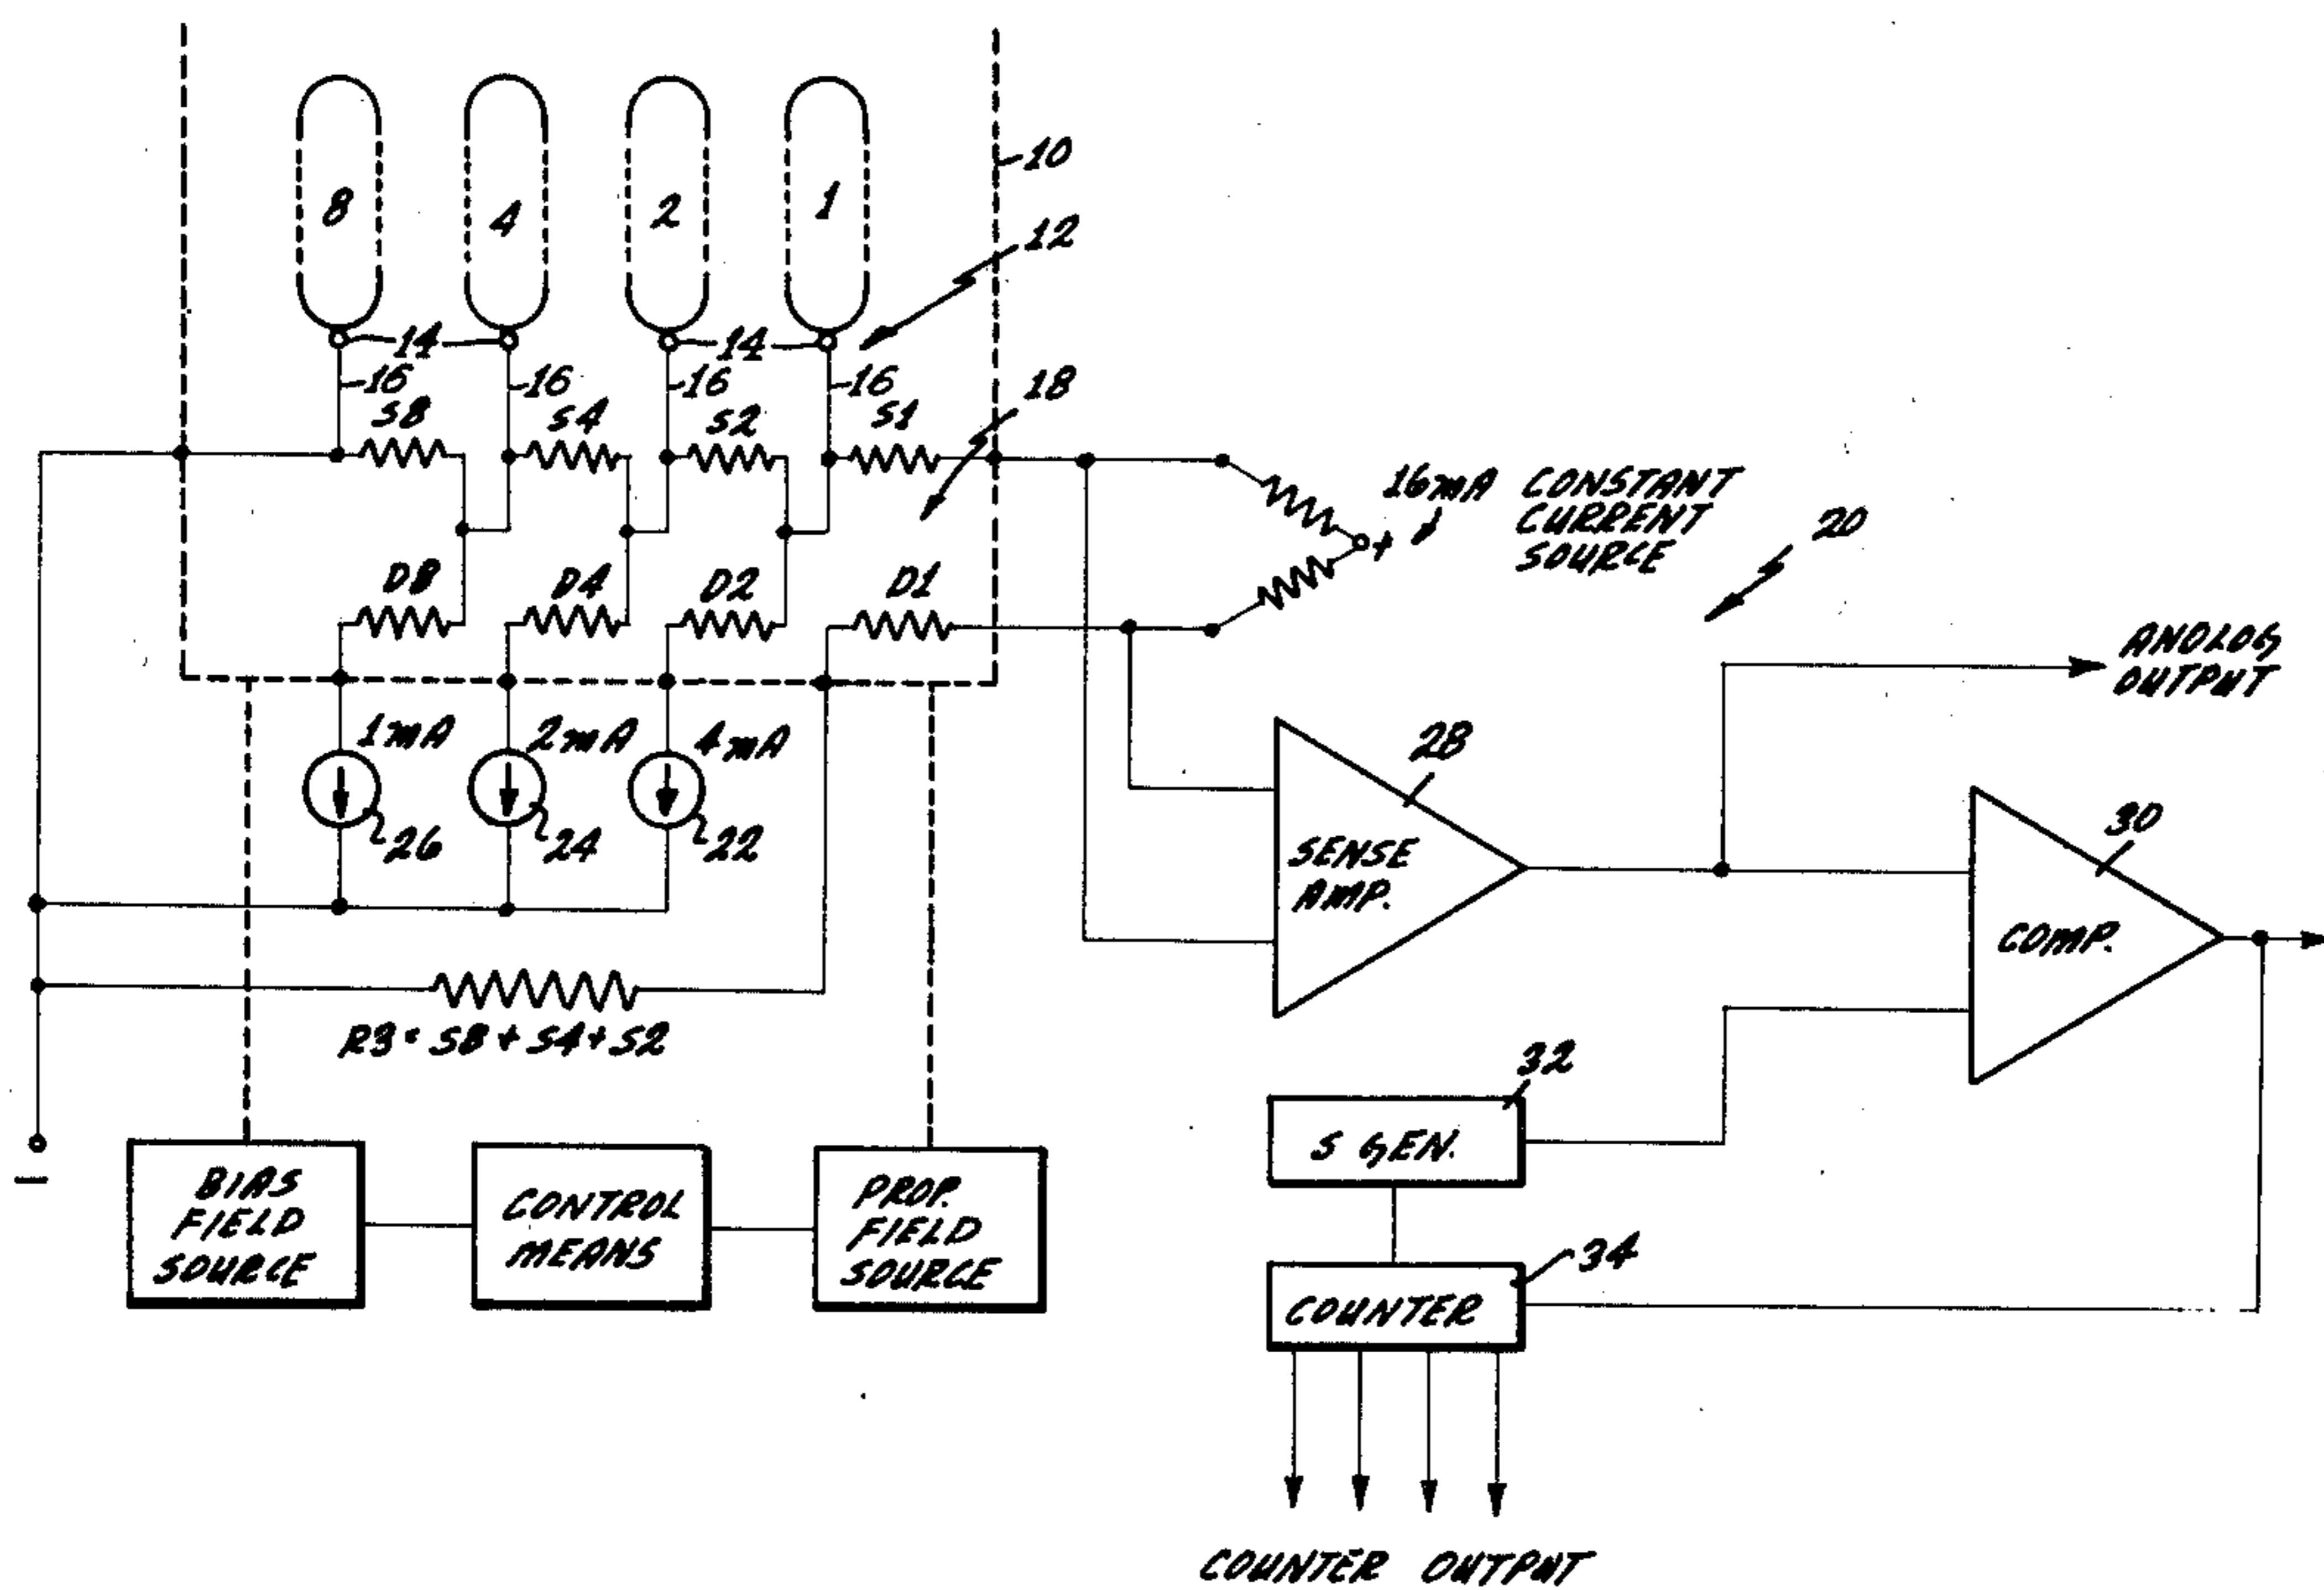 8
4
2
1
10
12
14
14
16
16
16
16
18
S8
S4
S2
S1
D8
D4
D2
D1
16mA CONSTANT
CURRENT
SOURCE
+
20
ANOLOG
OUTPUT
1mA
2mA
4mA
26
24
22
28
SENSE
AMP.
30
COMP.
R3=S8+S4+S2
32
S GEN.
34
COUNTER
BIAS
FIELD
SOURCE
CONTROL
MEANS
PROP.
FIELD
SOURCE
COUNTER OUTPUT